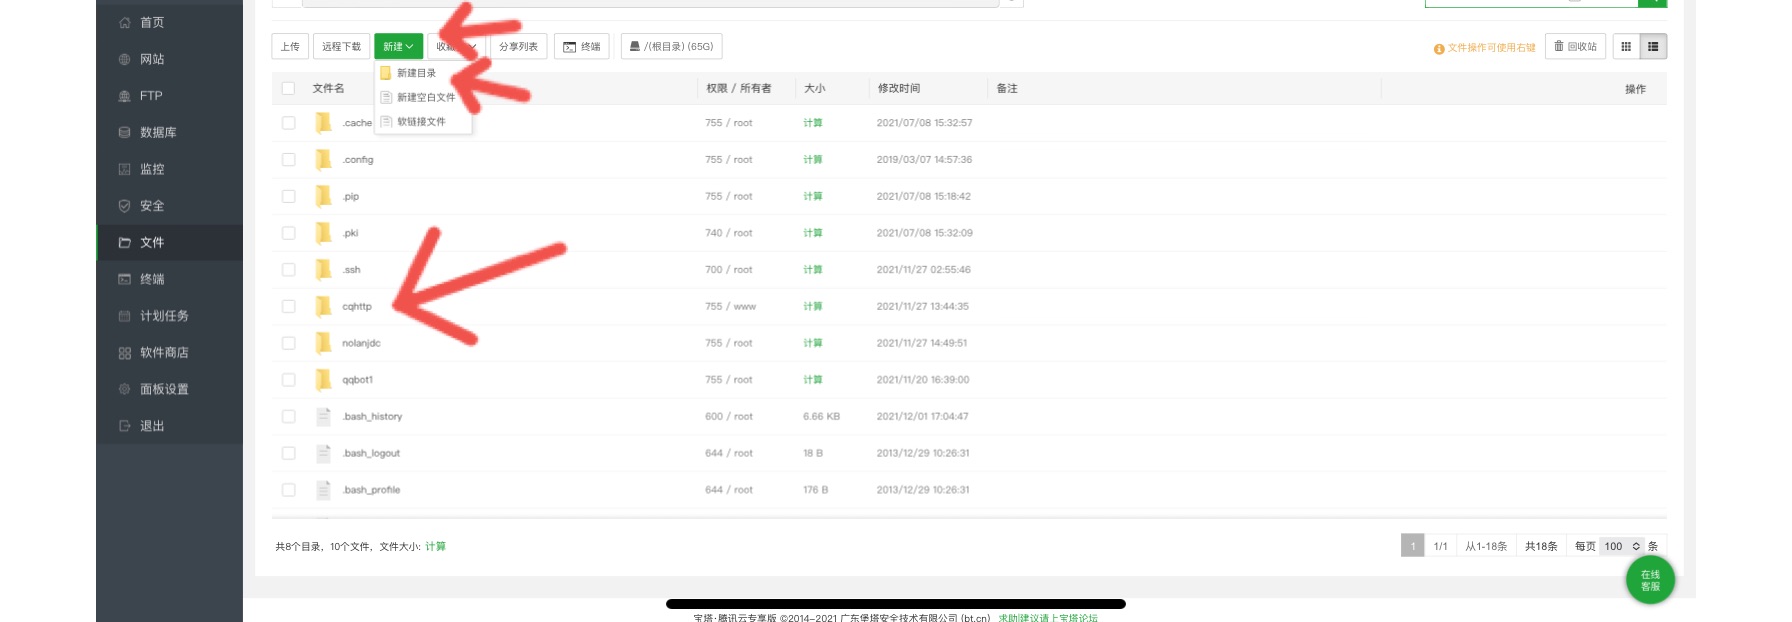 首页
网站
FTP
数据库
监控
安全
文件
终端
计划任务
软件商店
面板设置
退出
上传 远程下载 新建 分享列表 终端 /(根目录) (65G) 文件操作可使用右键 回收站
新建目录
新建空白文件
软链接文件
文件名 权限 / 所有者 大小 修改时间 备注 操作
.cache 755 / root 计算 2021/07/08 15:32:57
.config 755 / root 计算 2019/03/07 14:57:36
.pip 755 / root 计算 2021/07/08 15:18:42
.pki 740 / root 计算 2021/07/08 15:32:09
.ssh 700 / root 计算 2021/11/27 02:55:46
cqhttp 755 / www 计算 2021/11/27 13:44:35
nolanjdc 755 / root 计算 2021/11/27 14:49:51
qqbot1 755 / root 计算 2021/11/20 16:39:00
.bash_history 600 / root 6.66 KB 2021/12/01 17:04:47
.bash_logout 644 / root 18 B 2013/12/29 10:26:31
.bash_profile 644 / root 176 B 2013/12/29 10:26:31
共8个目录，10个文件，文件大小: 计算 1 1/1 从1-18条 共18条 每页 100 条
在线
客服
宝塔·腾讯云专享版 ©2014-2021 广东堡塔安全技术有限公司 (bt.cn) 求助|建议请上宝塔论坛